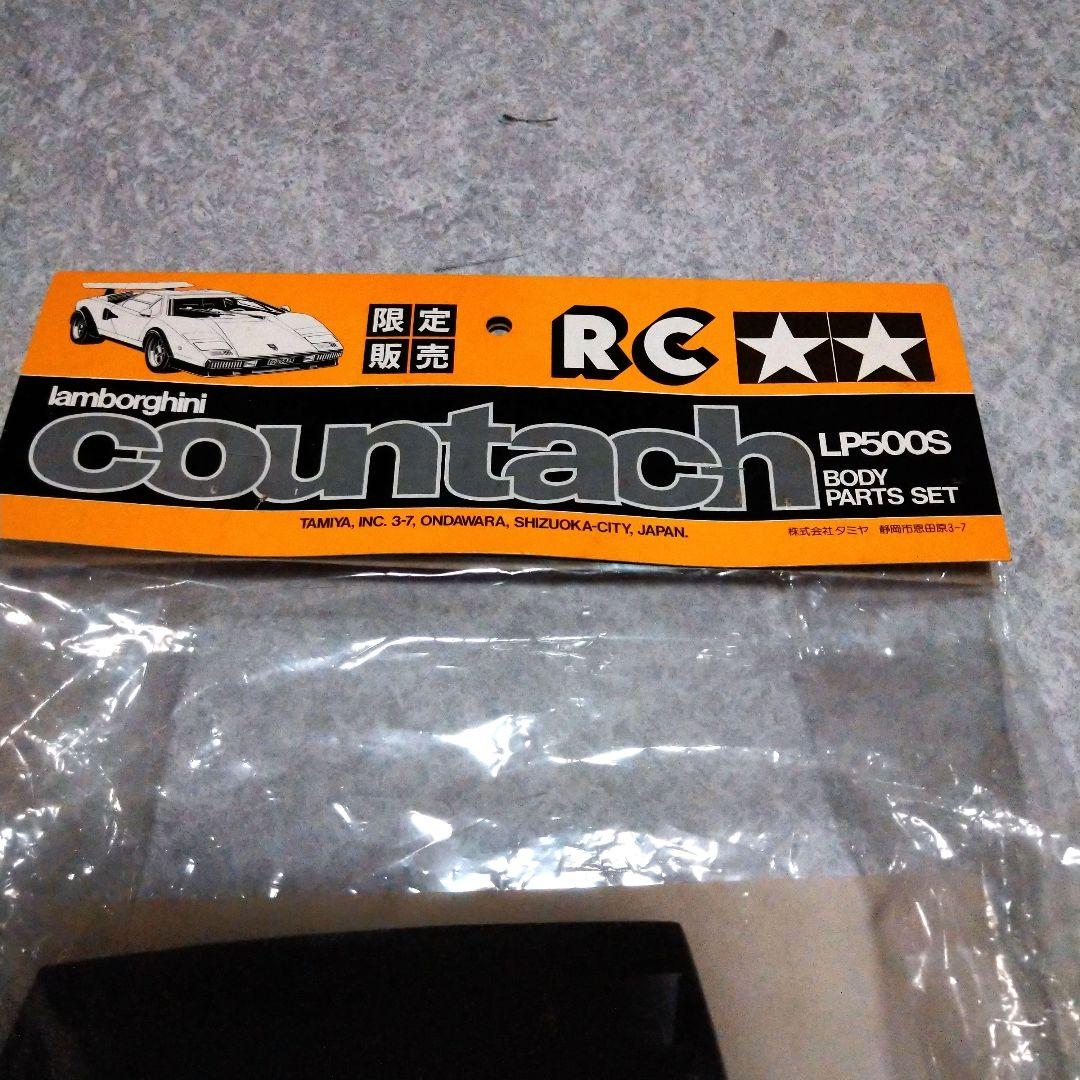 限定
販売
RC
lamborghini
countach
LP500S
BODY
PARTS SET
TAMIYA, INC. 3-7, ONDAWARA, SHIZUOKA-CITY, JAPAN.
株式会社タミヤ 静岡市恩田原3-7